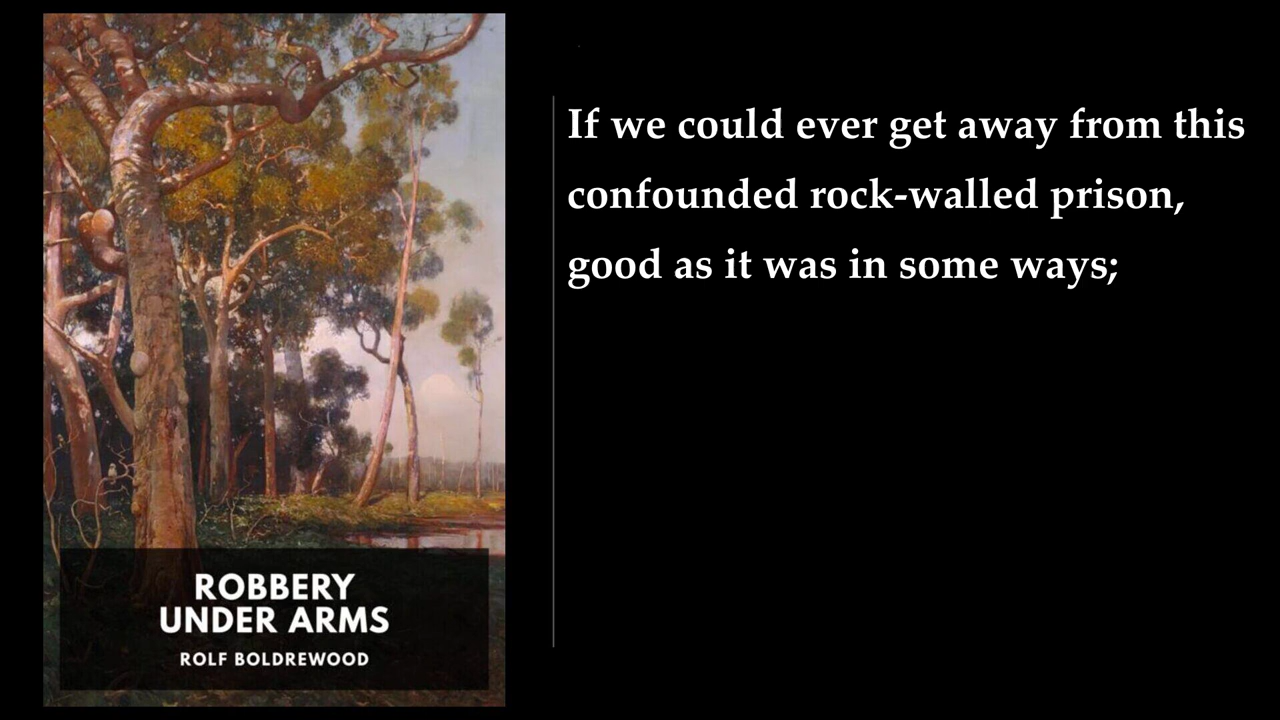 If we could ever get away from this
confounded rock-walled prison,
good as it was in some ways;
ROBBERY
UNDER ARMS
ROLF BOLDREWOOD